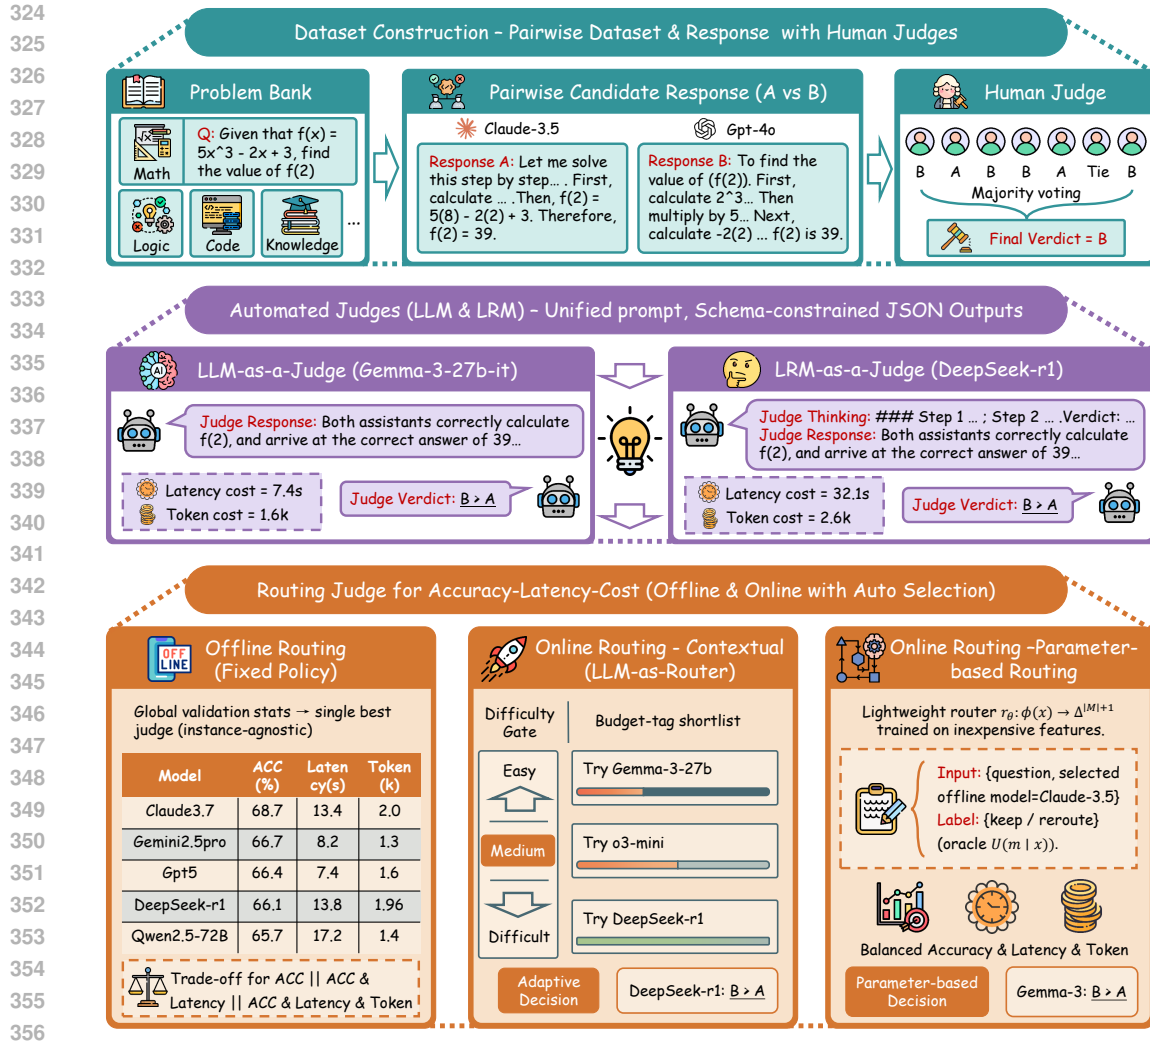 324
325
326
327
328
329
330
331
332
333
334
335
336
337
338
339
340
341
342
343
344
345
346
347
348
349
350
351
352
353
354
355
356
Dataset Construction – Pairwise Dataset & Response with Human Judges
Problem Bank
Math
Q: Given that f(x) =
5x^3 - 2x + 3, find
the value of f(2)
Logic
Code
Knowledge
...
Pairwise Candidate Response (A vs B)
Claude-3.5
Response A: Let me solve
this step by step... . First,
calculate ... .Then, f(2) =
5(8) - 2(2) + 3. Therefore,
f(2) = 39.
Gpt-4o
Response B: To find the
value of (f(2)). First,
calculate 2^3... Then
multiply by 5... Next,
calculate -2(2) ... f(2) is 39.
Human Judge
B A B B A Tie B
Majority voting
Final Verdict = B
Automated Judges (LLM & LRM) – Unified prompt, Schema-constrained JSON Outputs
LLM-as-a-Judge (Gemma-3-27b-it)
AI
Judge Response: Both assistants correctly calculate
f(2), and arrive at the correct answer of 39...
Latency cost = 7.4s
Token cost = 1.6k
Judge Verdict: B > A
LRM-as-a-Judge (DeepSeek-r1)
Judge Thinking: ### Step 1 ... ; Step 2 ... .Verdict: ...
Judge Response: Both assistants correctly calculate
f(2), and arrive at the correct answer of 39...
Latency cost = 32.1s
Token cost = 2.6k
Judge Verdict: B > A
Routing Judge for Accuracy-Latency-Cost (Offline & Online with Auto Selection)
OFF
LINE
Offline Routing
(Fixed Policy)
Global validation stats → single best
judge (instance-agnostic)
Model ACC (%) Laten cy(s) Token (k)
Claude3.7 68.7 13.4 2.0
Gemini2.5pro 66.7 8.2 1.3
Gpt5 66.4 7.4 1.6
DeepSeek-r1 66.1 13.8 1.96
Qwen2.5-72B 65.7 17.2 1.4
Trade-off for ACC || ACC &
Latency || ACC & Latency & Token
Online Routing - Contextual
(LLM-as-Router)
Difficulty
Gate
Budget-tag shortlist
Easy
Medium
Difficult
Try Gemma-3-27b
Try o3-mini
Try DeepSeek-r1
Adaptive
Decision
DeepSeek-r1: B > A
Online Routing –Parameter-
based Routing
Lightweight router r_θ: ϕ(x) → Δ^{|M|+1}
trained on inexpensive features.
Input: {question, selected
offline model=Claude-3.5}
Label: {keep / reroute}
(oracle U(m | x)).
Balanced Accuracy & Latency & Token
Parameter-based
Decision
Gemma-3: B > A